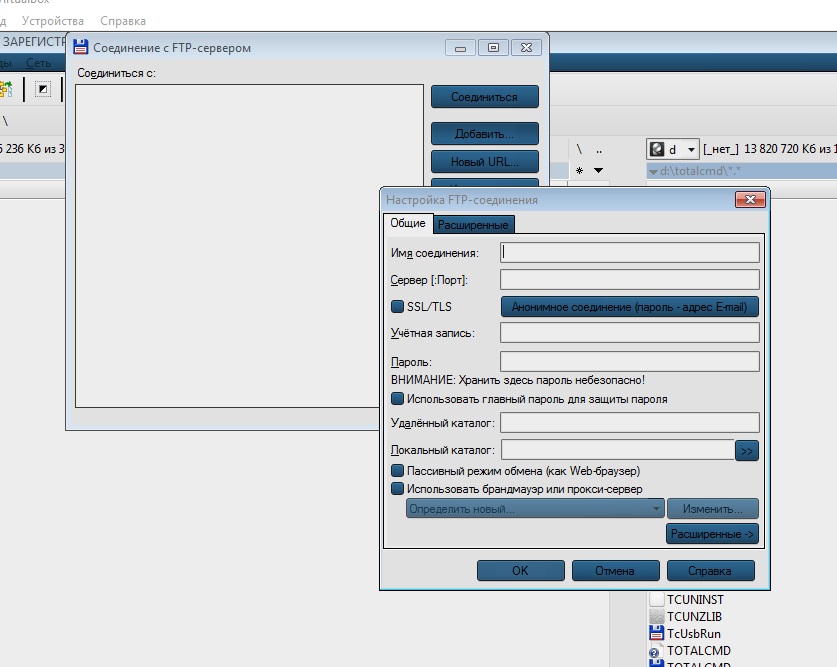 Устройства Справка
ЗАРЕГИСТР
Сеть
Соединение с FTP-сервером
Соединиться с:
Соединиться
Добавить...
Новый URL...
\
236 Кб из 3
\ ..
d [_нет_] 13 820 720 Кб из 1
* d:\totalcmd\*.*
Настройка FTP-соединения
Общие Расширенные
Имя соединения:
Сервер [:Порт]:
SSL/TLS Анонимное соединение (пароль - адрес E-mail)
Учётная запись:
Пароль:
ВНИМАНИЕ: Хранить здесь пароль небезопасно!
Использовать главный пароль для защиты пароля
Удалённый каталог:
Локальный каталог: >>
Пассивный режим обмена (как Web-браузер)
Использовать брандмауэр или прокси-сервер
Определить новый... Изменить...
Расширенные ->
OK Отмена Справка
TCUNINST
TCUNZLIB
TcUsbRun
TOTALCMD
TOTALCMD